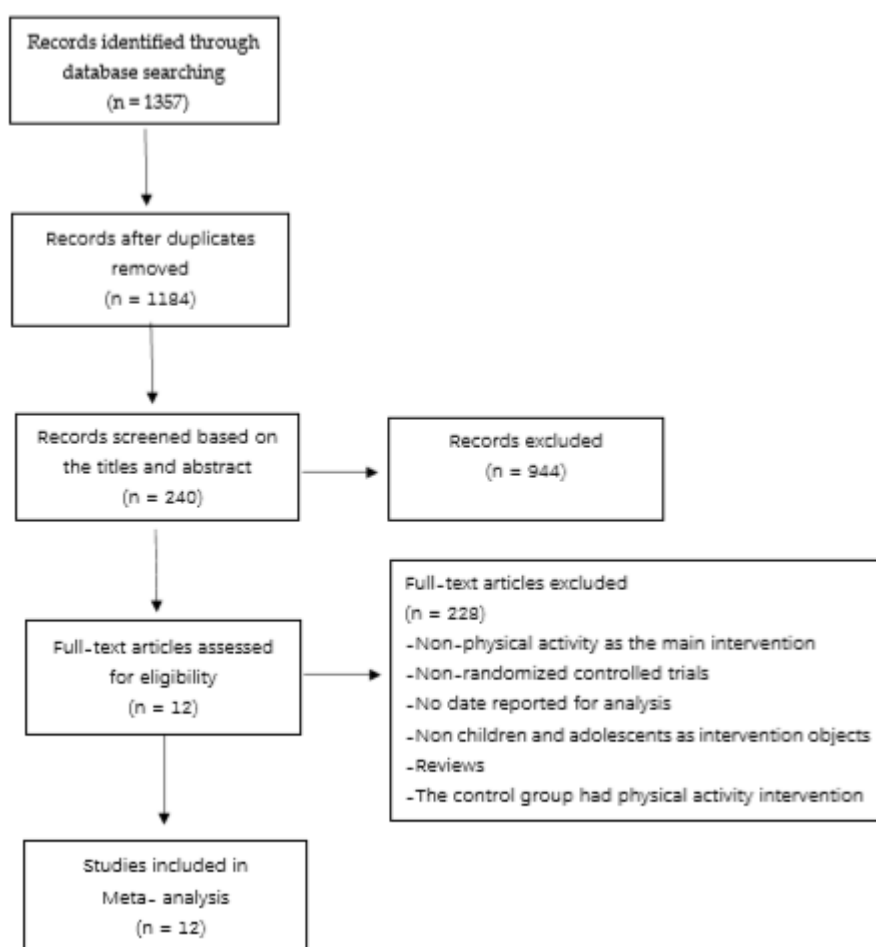 Records identified through
database searching
(n = 1357)
Records after duplicates
removed
(n = 1184)
Records screened based on
the titles and abstract
(n = 240)
Records excluded
(n = 944)
Full-text articles assessed
for eligibility
(n = 12)
Full-text articles excluded
(n = 228)
-Non-physical activity as the main intervention
-Non-randomized controlled trials
-No date reported for analysis
-Non children and adolescents as intervention objects
-Reviews
-The control group had physical activity intervention
Studies included in
Meta- analysis
(n = 12)